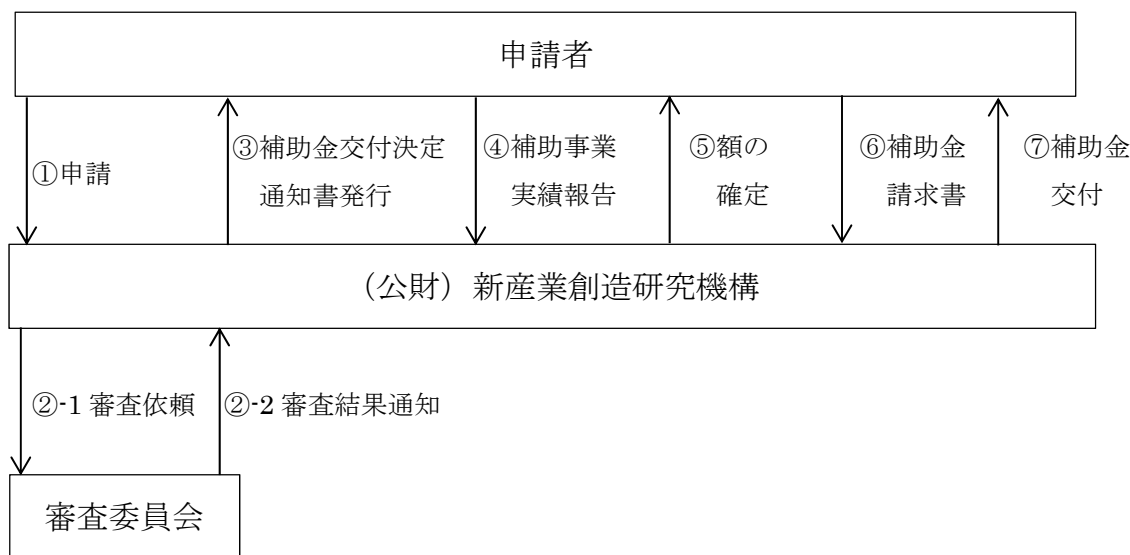 申請者
①申請
③補助金交付決定
通知書発行
④補助事業
実績報告
⑤額の
確定
⑥補助金
請求書
⑦補助金
交付
（公財）新産業創造研究機構
②-1 審査依頼
②-2 審査結果通知
審査委員会